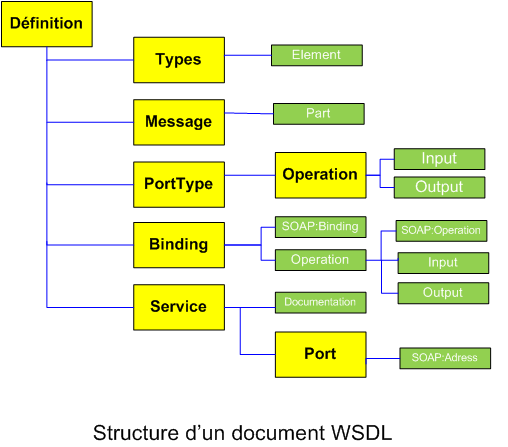 Définition
Types
Element
Message
Part
PortType
Operation
Input
Output
Binding
SOAP:Binding
Operation
SOAP:Operation
Input
Output
Service
Documentation
Port
SOAP:Adress
Structure d'un document WSDL